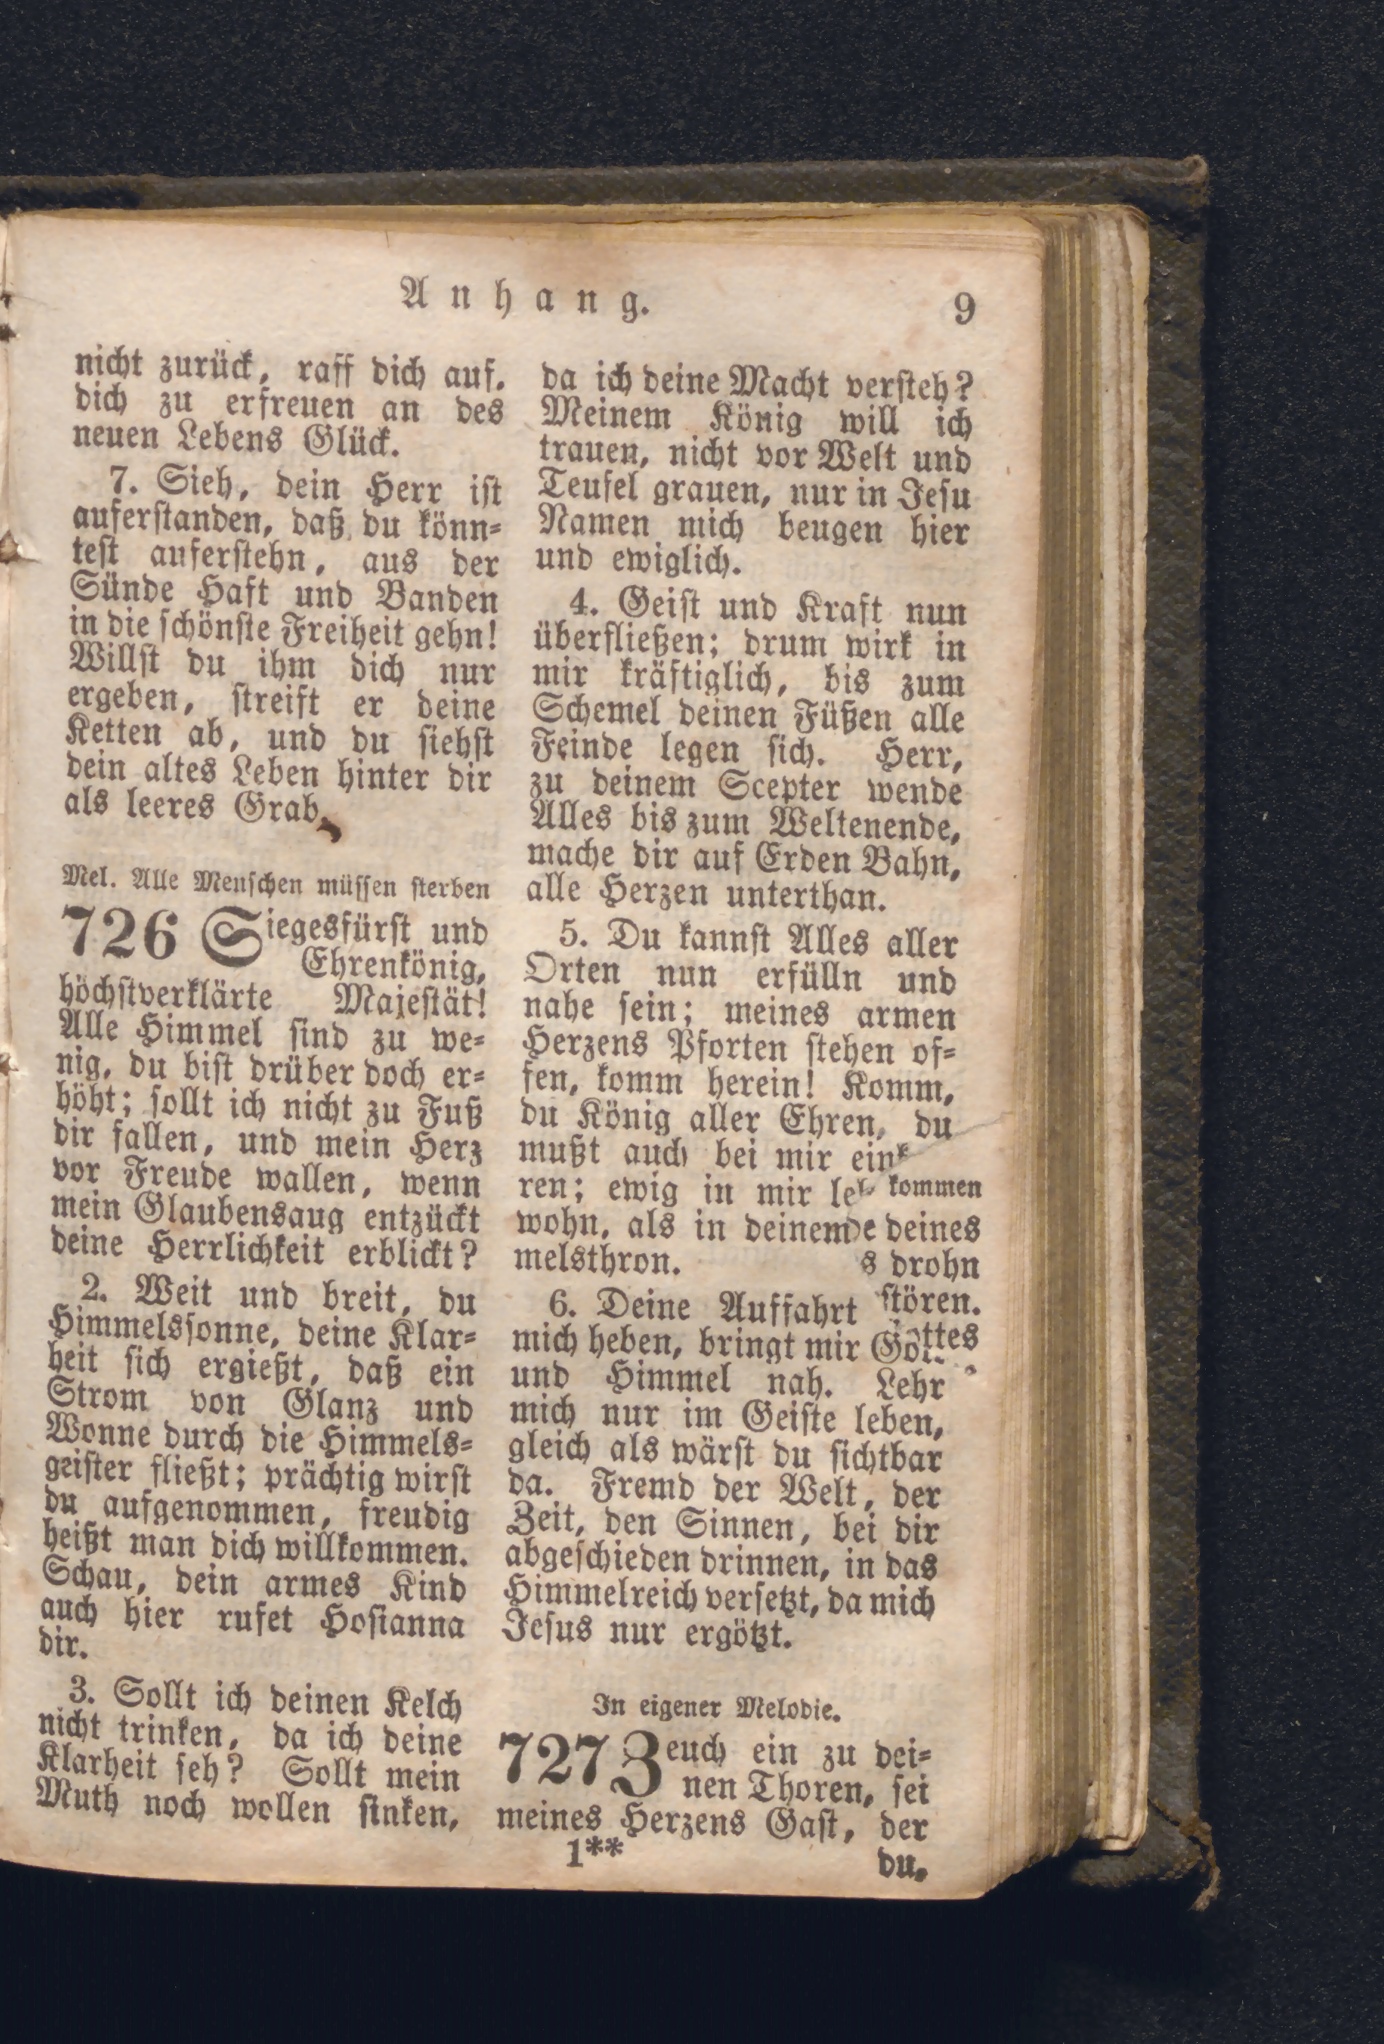 Anhang.
9
nicht zurück, raff dich auf,
dich zu erfreuen an des
neuen Lebens Glück.
7. Sieh, dein Herr ist
auferstanden, daß du könn=
test auferstehn, aus der
Sünde Haft und Banden
in die schönste Freiheit gehn!
Willst du ihm dich nur
ergeben, streift er deine
Ketten ab, und du siehst
dein altes Leben hinter dir
als leeres Grab.
Mel. Alle Menschen müssen sterben
726 Siegesfürst und
Ehrenkönig,
höchstverklärte Majestät!
Alle Himmel sind zu we=
nig, du bist drüber doch er=
höht; sollt ich nicht zu Fuß
dir fallen, und mein Herz
vor Freude wallen, wenn
mein Glaubensaug entzückt
deine Herrlichkeit erblickt?
2. Weit und breit, du
Himmelssonne, deine Klar=
heit sich ergießt, daß ein
Strom von Glanz und
Wonne durch die Himmels=
geister fließt; prächtig wirst
du aufgenommen, freudig
heißt man dich willkommen.
Schau, dein armes Kind
auch hier rufet Hosianna
dir.
3. Sollt ich deinen Kelch
nicht trinken, da ich deine
Klarheit seh? Sollt mein
Muth noch wollen sinken,
da ich deine Macht versteh?
Meinem König will ich
trauen, nicht vor Welt und
Teufel grauen, nur in Jesu
Namen mich beugen hier
und ewiglich.
4. Geist und Kraft nun
überfließen; drum wirk in
mir kräftiglich, bis zum
Schemel deinen Füßen alle
Feinde legen sich. Herr,
zu deinem Scepter wende
Alles bis zum Weltenende,
mache dir auf Erden Bahn,
alle Herzen unterthan.
5. Du kannst Alles aller
Orten nun erfülln und
nahe sein; meines armen
Herzens Pforten stehen of=
fen, komm herein! Komm,
du König aller Ehren, du
mußt auch bei mir
ren; ewig in mir kommen
wohn, als in deinem deines
melsthron. s drohn
6. Deine Auffahrt stören.
mich heben, bringt mir
und Himmel nah. Lehr
mich nur im Geiste leben,
gleich als wärst du sichtbar
da. Fremd der Welt, der
Zeit, den Sinnen, bei dir
abgeschieden drinnen, in das
Himmelreich versetzt, da mich
Jesus nur ergötzt.
In eigener Melodie.
727 Zeuch ein zu dei=
nen Thoren, sei
meines Herzens Gast, der
1**
du,